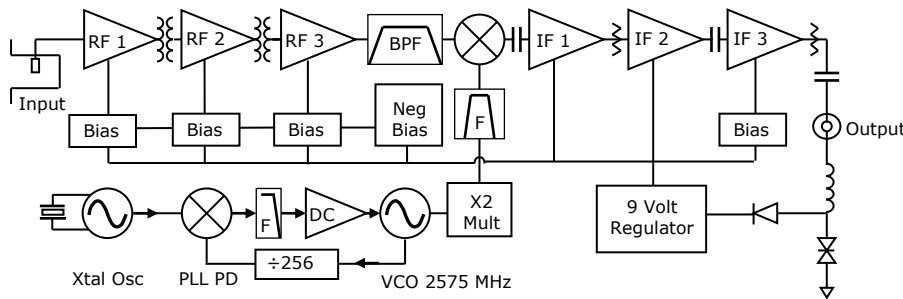 RF 1
RF 2
RF 3
BPF
IF 1
IF 2
IF 3
Input
Bias
Bias
Bias
Neg
Bias
F
Bias
Output
F
DC
X2
Mult
9 Volt
Regulator
÷256
Xtal Osc
PLL PD
VCO 2575 MHz